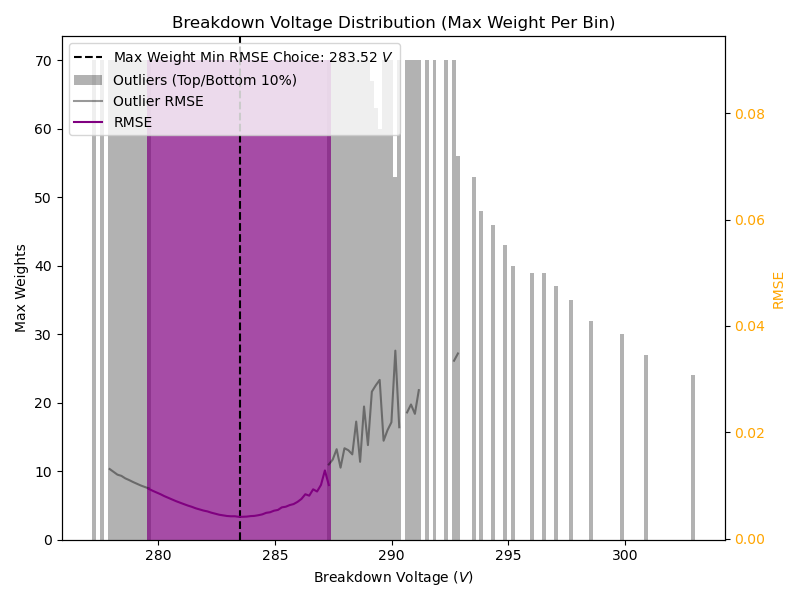 Breakdown Voltage Distribution (Max Weight Per Bin)
Max Weight Min RMSE Choice: 283.52 V
Outliers (Top/Bottom 10%)
Outlier RMSE
RMSE
70
60
50
40
30
20
10
0
Max Weights
0.08
0.06
0.04
0.02
0.00
RMSE
280 285 290 295 300
Breakdown Voltage (V)